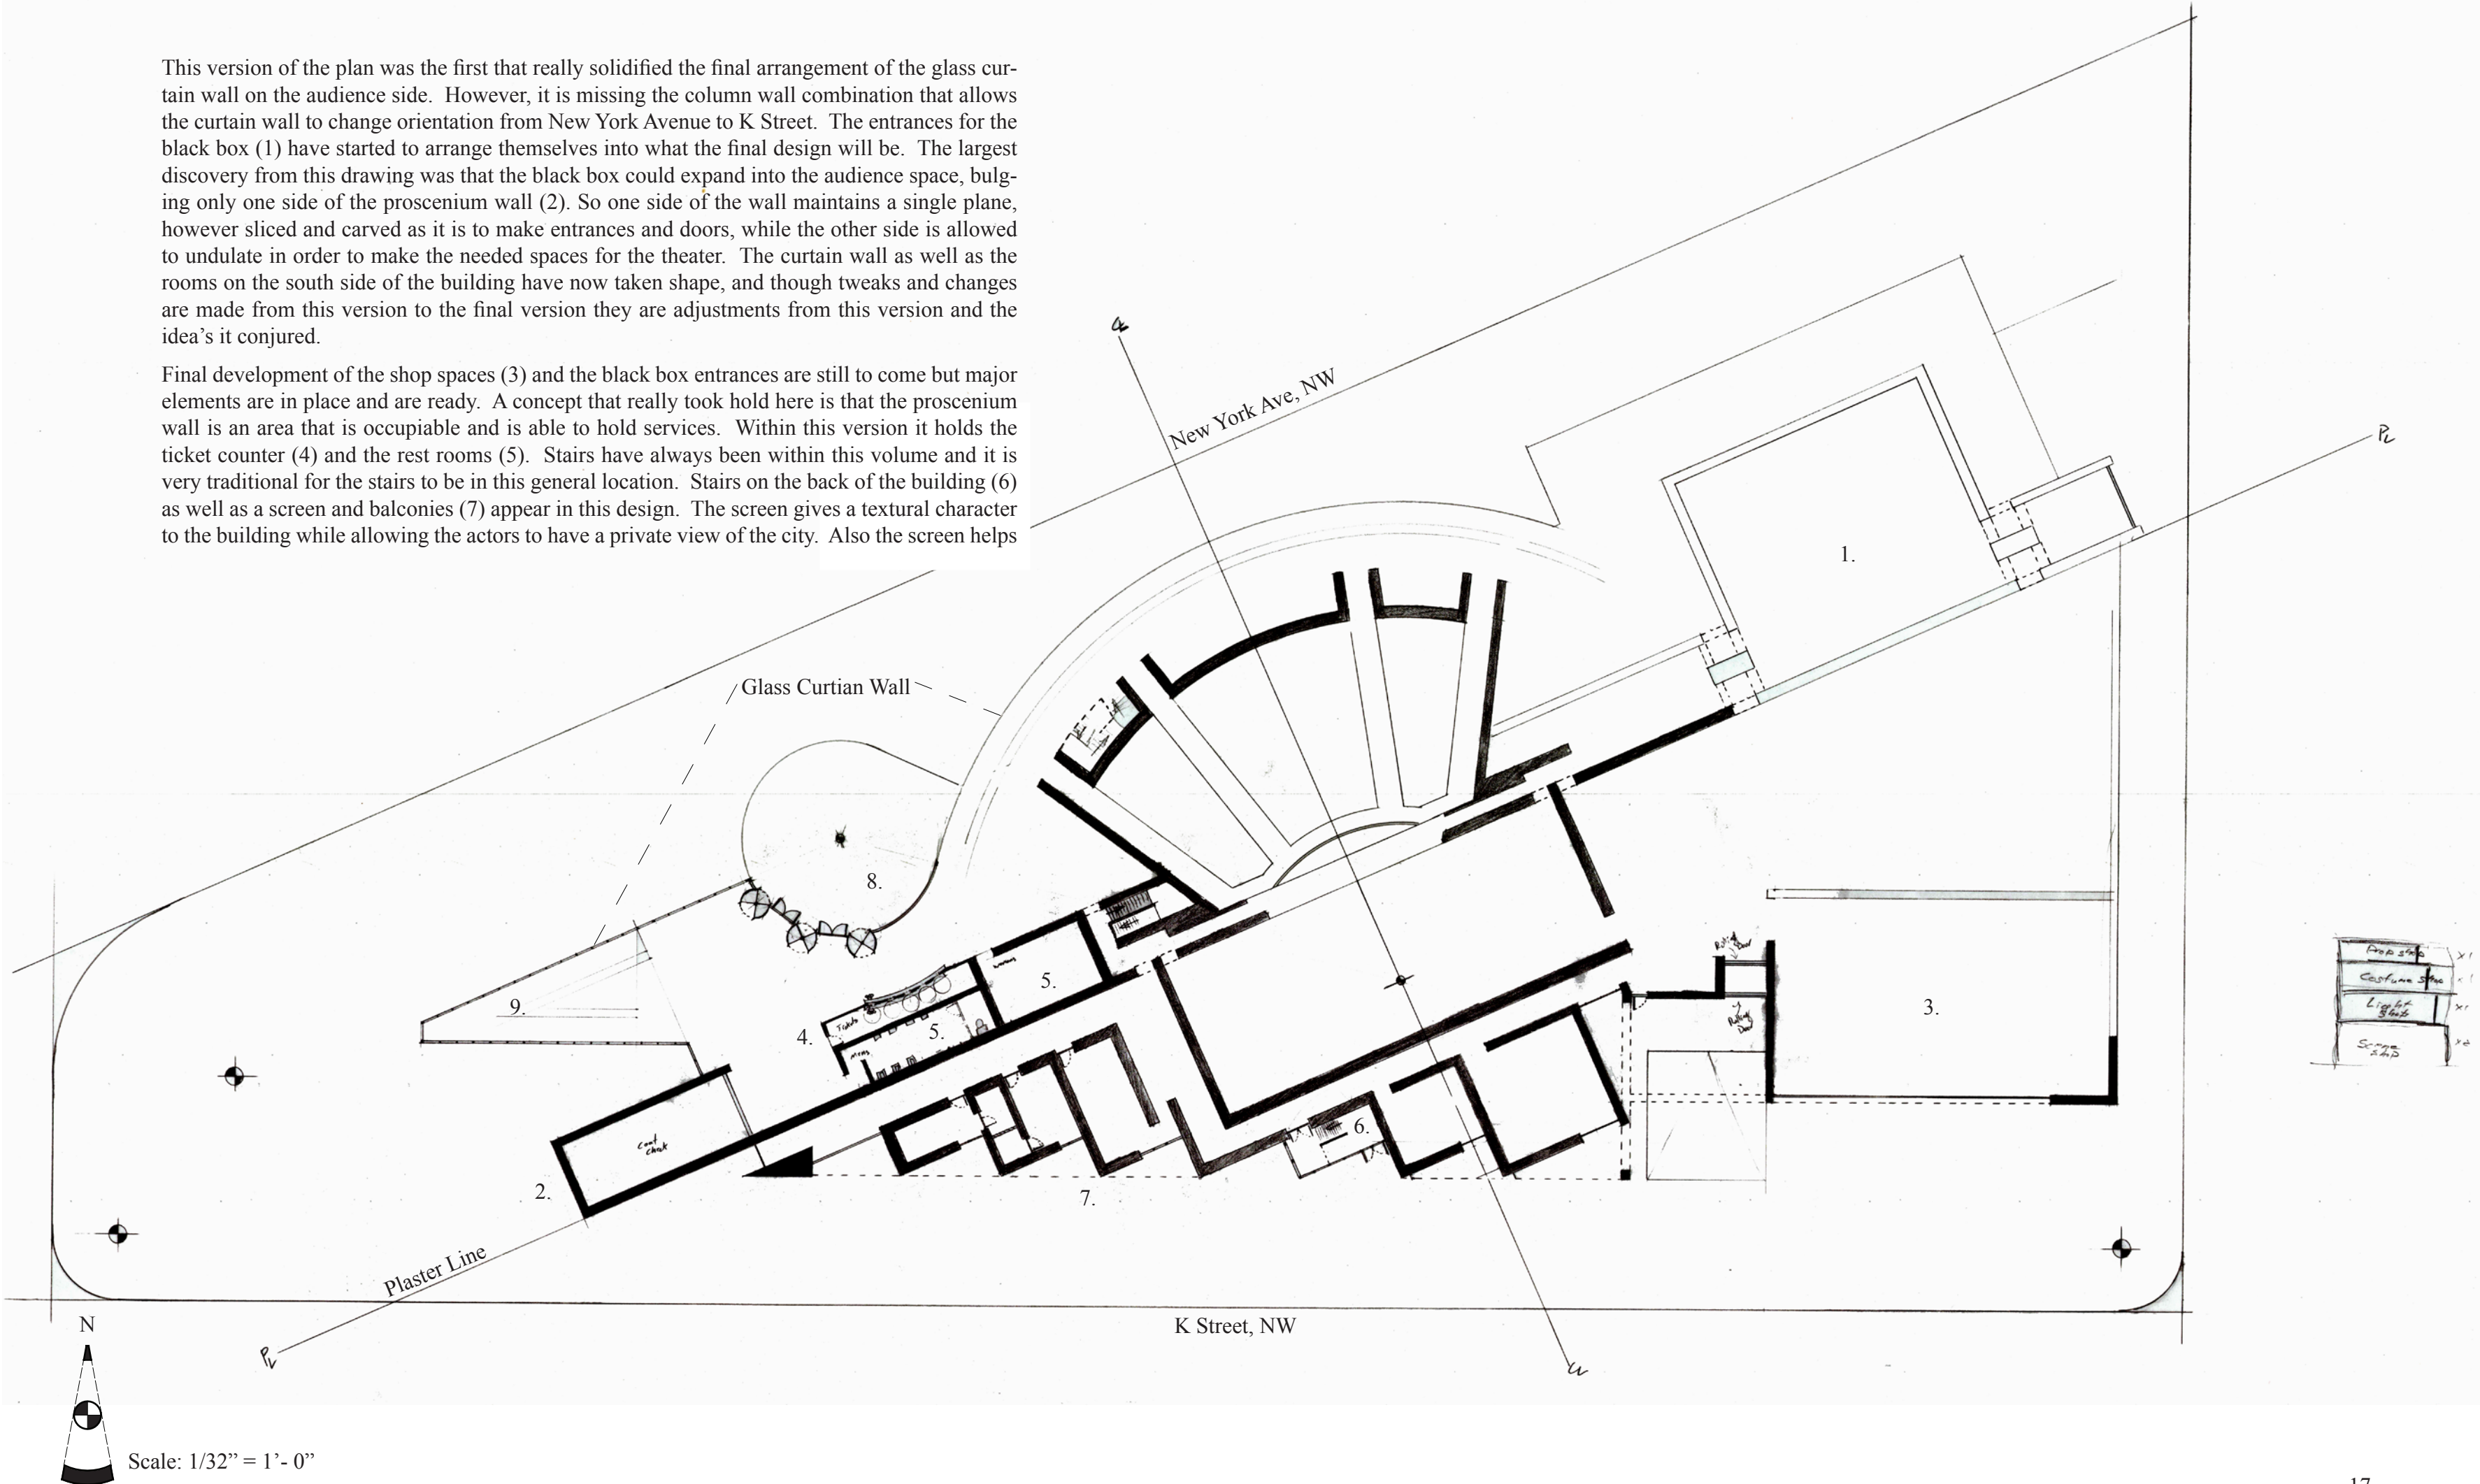 This version of the plan was the first that really solidified the final arrangement of the glass cur-
tain wall on the audience side.  However, it is missing the column wall combination that allows
the curtain wall to change orientation from New York Avenue to K Street.  The entrances for the
black box (1) have started to arrange themselves into what the final design will be.  The largest
discovery from this drawing was that the black box could expand into the audience space, bulg-
ing only one side of the proscenium wall (2). So one side of the wall maintains a single plane,
however sliced and carved as it is to make entrances and doors, while the other side is allowed
to undulate in order to make the needed spaces for the theater.  The curtain wall as well as the
rooms on the south side of the building have now taken shape, and though tweaks and changes
are made from this version to the final version they are adjustments from this version and the
idea’s it conjured.
Final development of the shop spaces (3) and the black box entrances are still to come but major
elements are in place and are ready.  A concept that really took hold here is that the proscenium
wall is an area that is occupiable and is able to hold services.  Within this version it holds the
ticket counter (4) and the rest rooms (5).  Stairs have always been within this volume and it is
very traditional for the stairs to be in this general location.  Stairs on the back of the building (6)
as well as a screen and balconies (7) appear in this design.  The screen gives a textural character
to the building while allowing the actors to have a private view of the city.  Also the screen helps
New York Ave, NW
PL
1.
Glass Curtian Wall
8.
9.
5.
4.
Tickets
5.
Mens
Rolling Door
Rolling Door
3.
Prop shop x1
Costume shop
Light Shop
Scene shop
Coat check
6.
2.
7.
Plaster Line
K Street, NW
PL
N
Scale: 1/32” = 1’- 0”
17